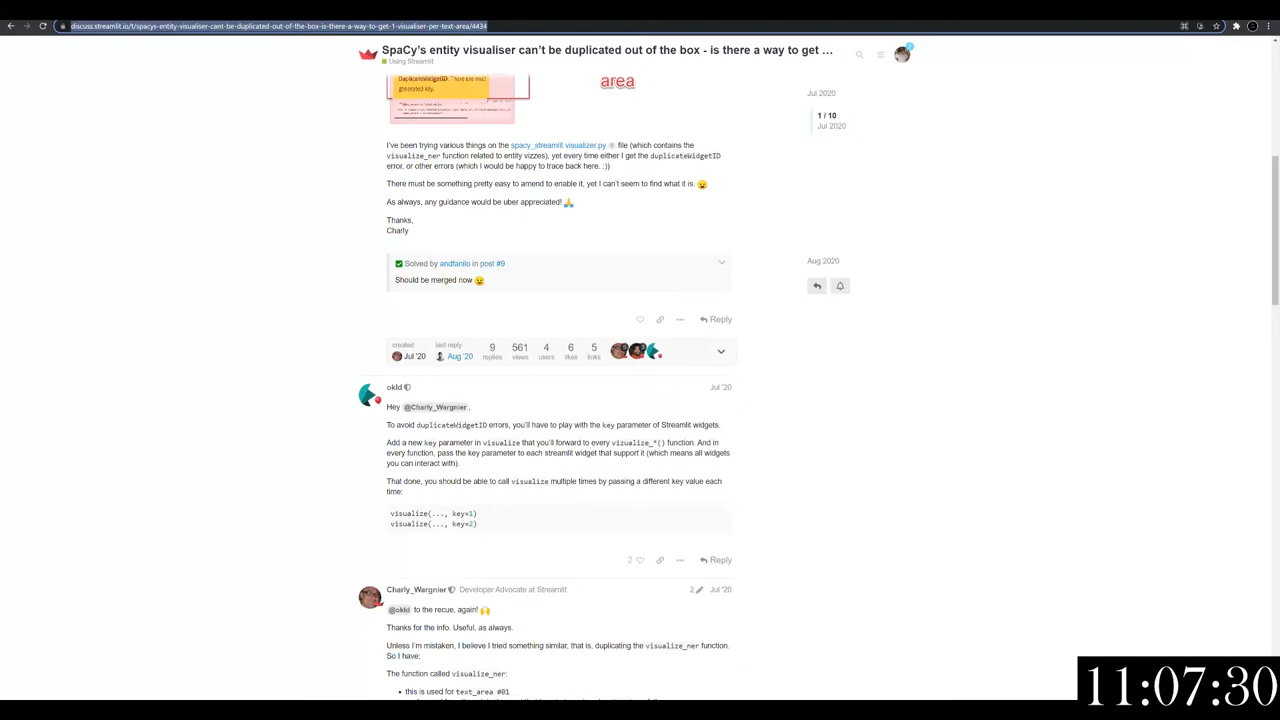 discuss.streamlit.io/t/spacys-entity-visualiser-cant-be-duplicated-out-of-the-box-is-there-a-way-to-get-1-visualiser-per-text-area/4434
SpaCy's entity visualiser can't be duplicated out of the box - is there a way to get ...
Using Streamlit
DuplicateWidgetID: There are mult
generated key.
area
Jul 2020
1 / 10
Jul 2020
I've been trying various things on the spacy_streamlit visualizer.py file (which contains the
visualize_ner function related to entity vizzes), yet every time either I get the duplicateWidgetID
error, or other errors (which I would be happy to trace back here. :))
There must be something pretty easy to amend to enable it, yet I can't seem to find what it is.
As always, any guidance would be uber appreciated!
Thanks,
Charly
Solved by andfanilo in post #9
Should be merged now
Aug 2020
Reply
created
Jul '20
last reply
Aug '20
9
replies
561
views
4
users
6
likes
5
links
okld
Jul '20
Hey @Charly_Wargnier,
To avoid duplicateWidgetID errors, you'll have to play with the key parameter of Streamlit widgets.
Add a new key parameter in visualize that you'll forward to every vizualize_*() function. And in
every function, pass the key parameter to each streamlit widget that support it (which means all widgets
you can interact with).
That done, you should be able to call visualize multiple times by passing a different key value each
time:
visualize(..., key=1)
visualize(..., key=2)
2
Reply
Charly_Wargnier Developer Advocate at Streamlit
2
Jul '20
@okld to the recue, again!
Thanks for the info. Useful, as always.
Unless I'm mistaken, I believe I tried something similar, that is, duplicating the visualize_ner function.
So I have:
The function called visualize_ner:
• this is used for text_area #01
11:07:30